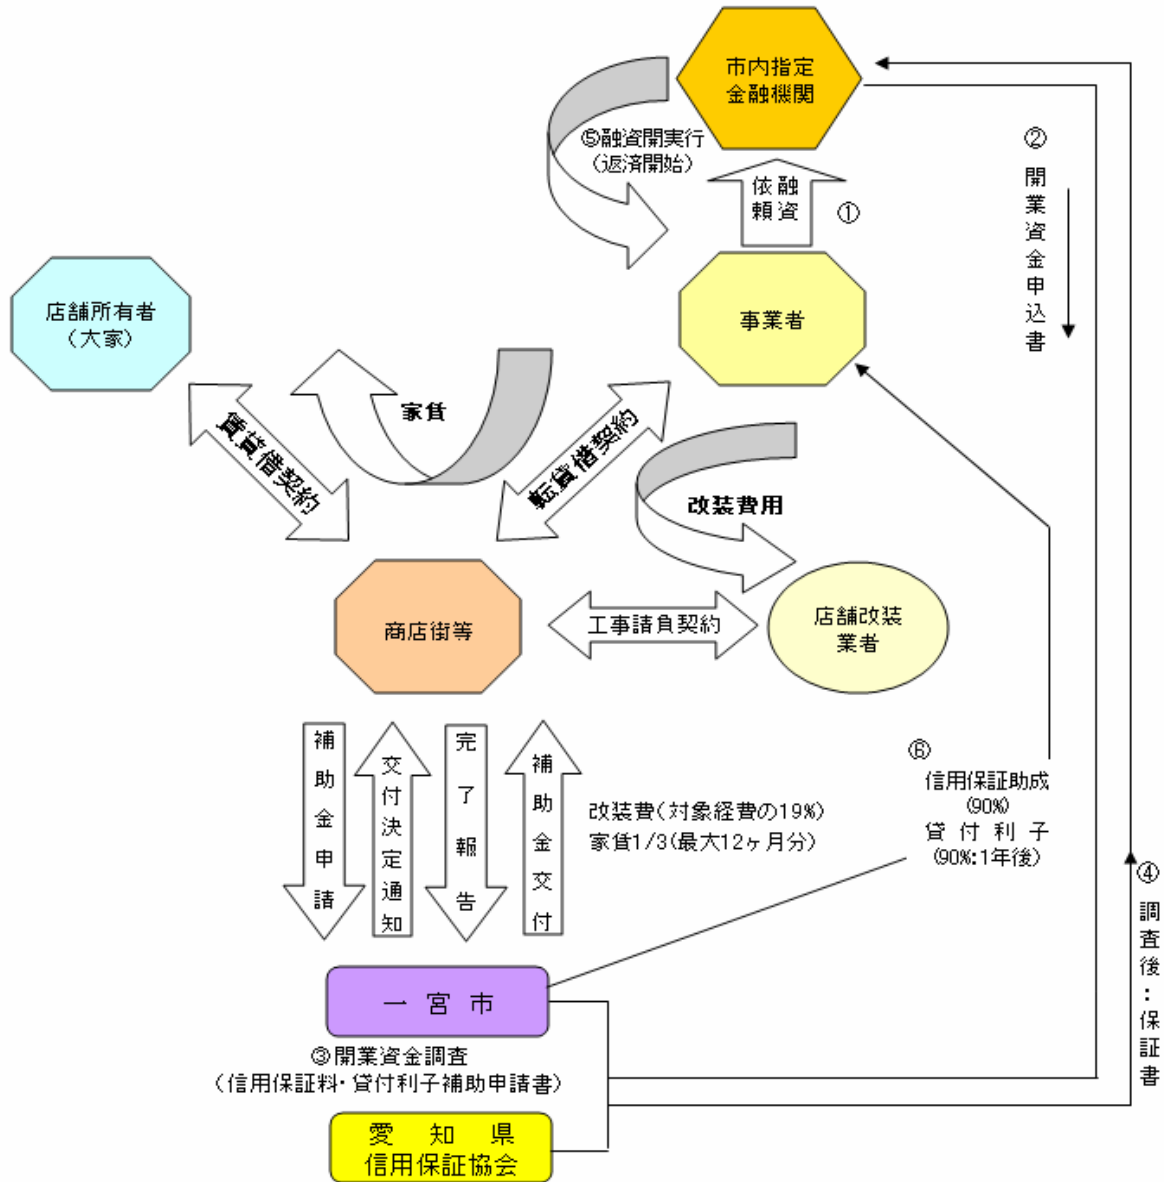 市内指定
金融機関
⑤融資開実行
(返済開始)
依融
頼資
①
②
開業資金申込書
店舗所有者
(大家)
事業者
家賃
賃貸借契約
転貸借契約
改装費用
商店街等
工事請負契約
店舗改装
業者
補助金申請
交付決定通知
完了報告
補助金交付
改装費(対象経費の19%)
家賃1/3(最大12ヶ月分)
⑥
信用保証助成
(90%)
貸付利子
(90%:1年後)
④
調査後:保証書
一宮市
③開業資金調査
(信用保証料・貸付利子補助申請書)
愛知県
信用保証協会